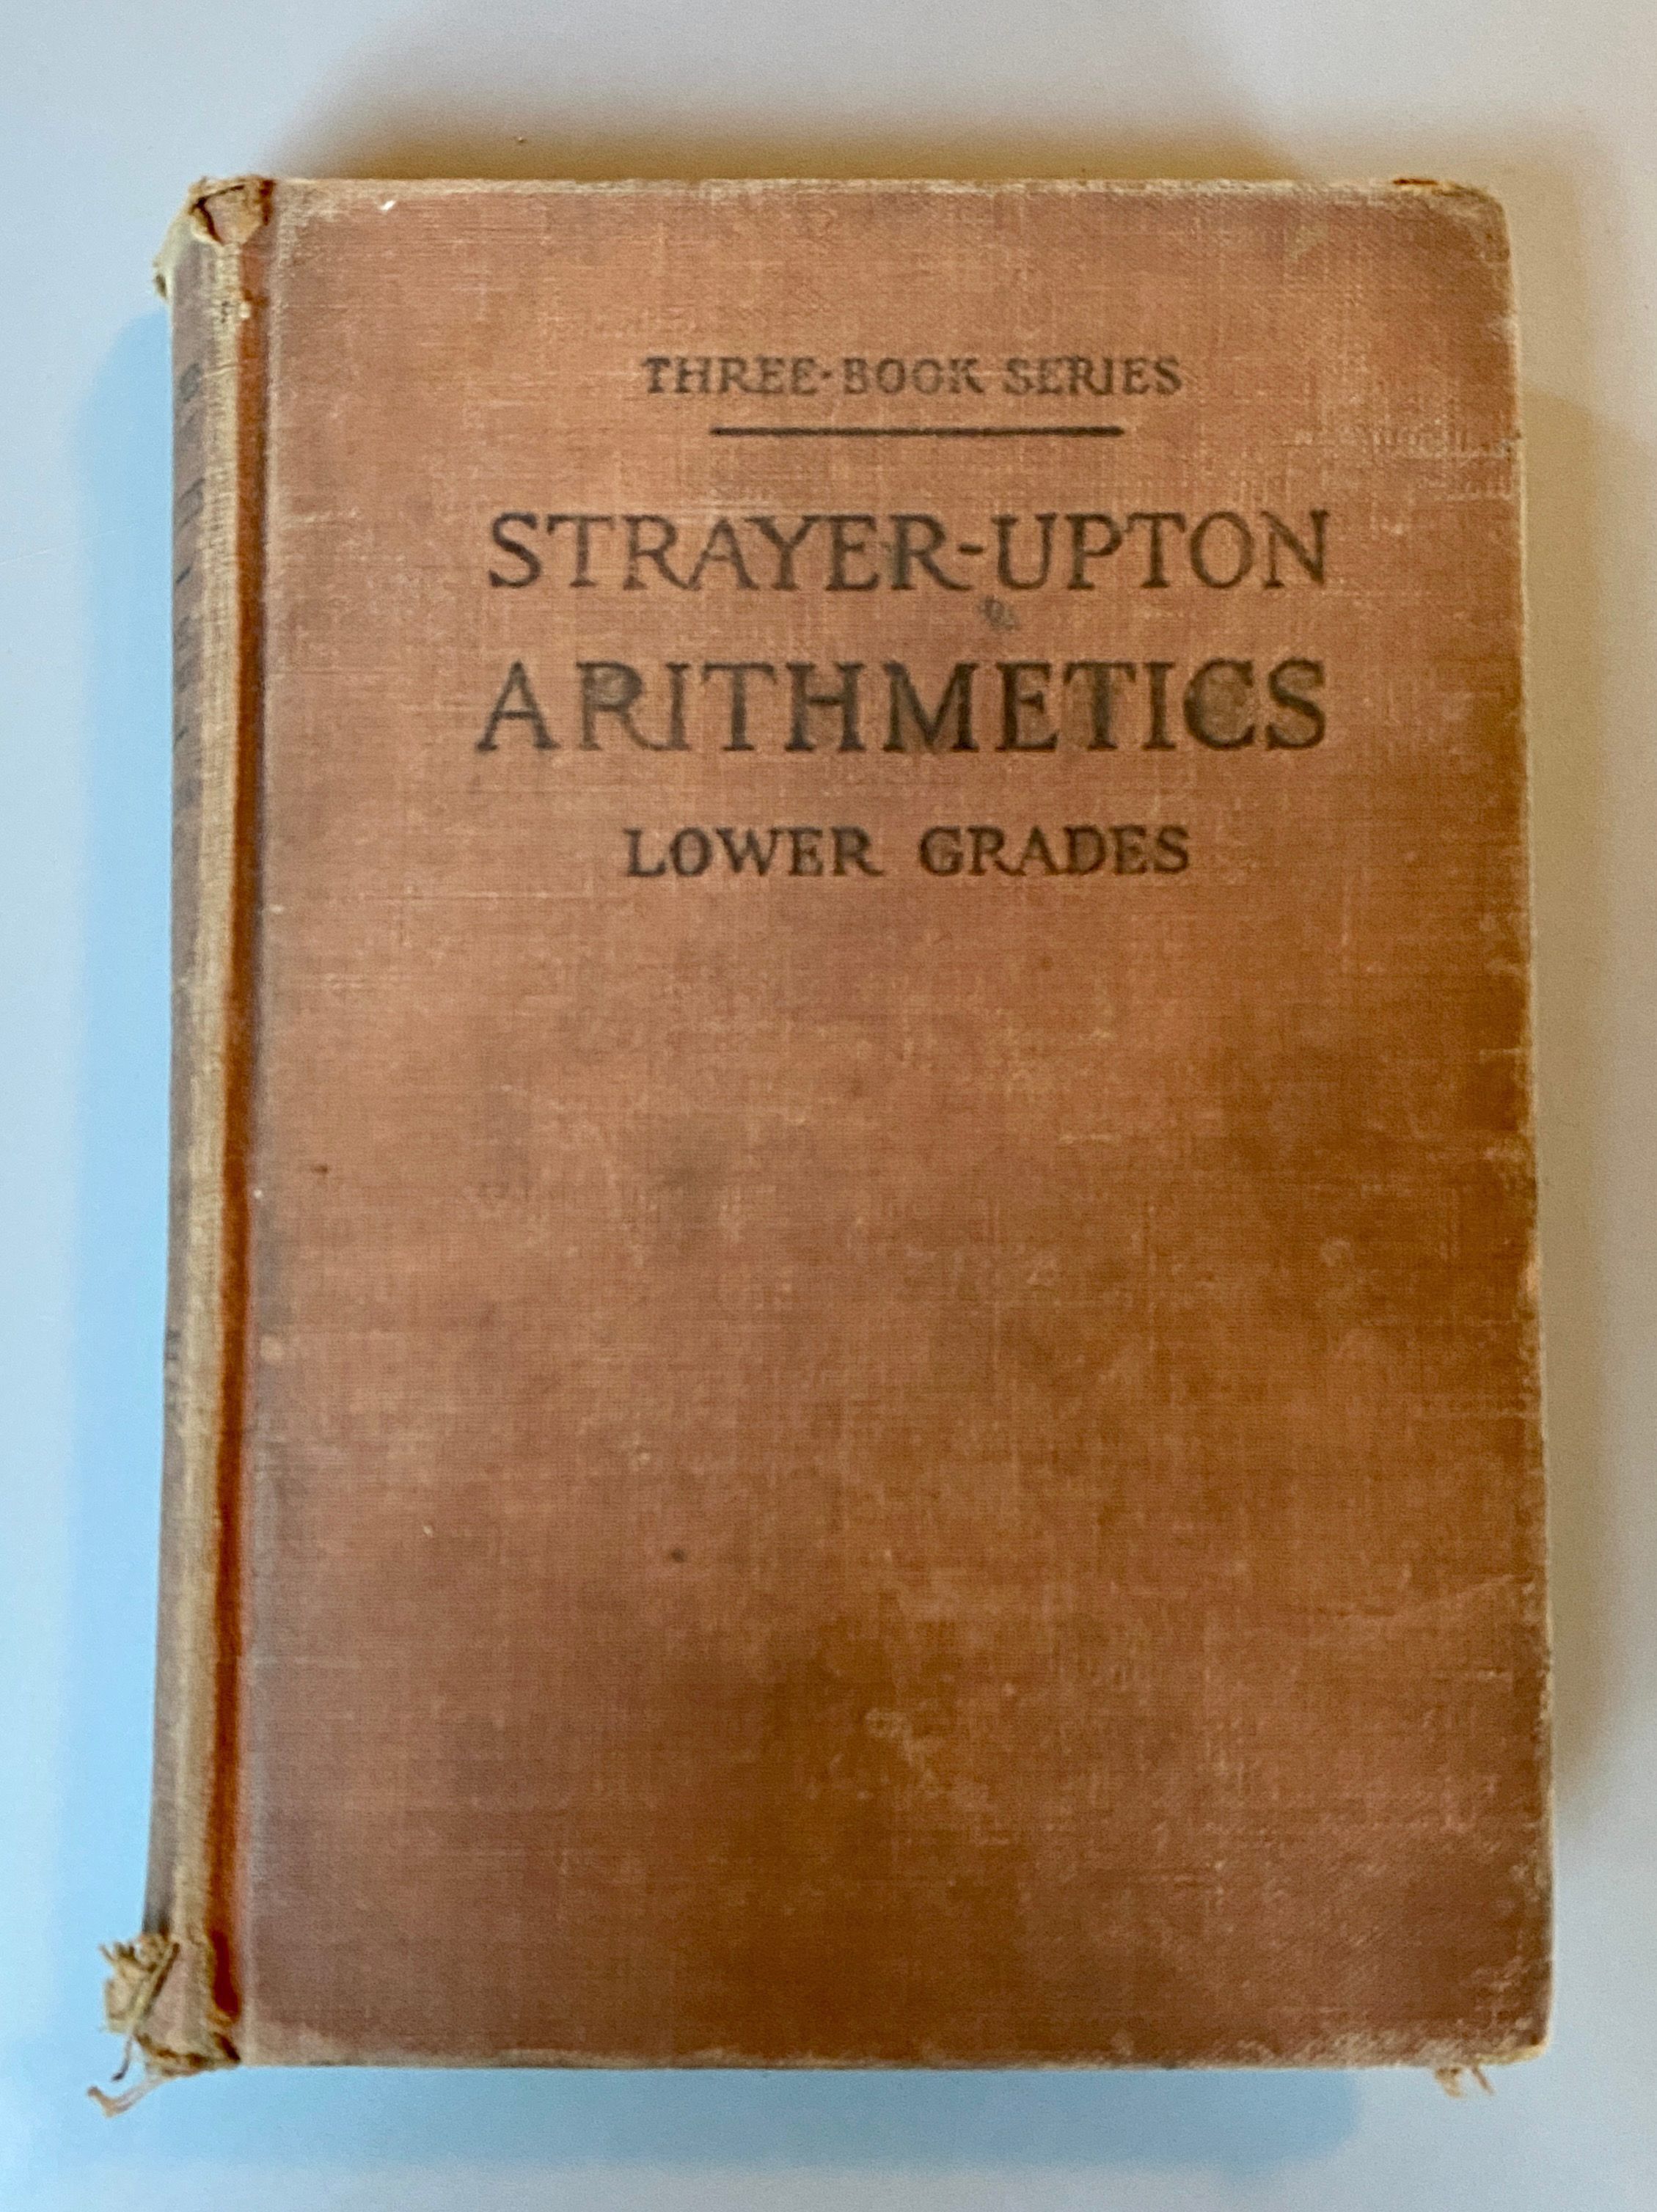 THREE-BOOK SERIES
STRAYER-UPTON
ARITHMETICS
LOWER GRADES